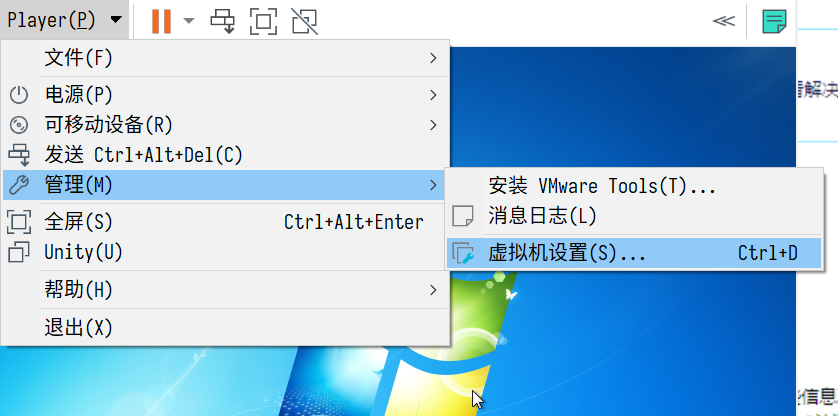 Player(P)
文件(F)
电源(P)
可移动设备(R)
发送 Ctrl+Alt+Del(C)
管理(M)
安装 VMware Tools(T)...
消息日志(L)
全屏(S) Ctrl+Alt+Enter
Unity(U)
虚拟机设置(S)... Ctrl+D
帮助(H)
退出(X)
解决
信息